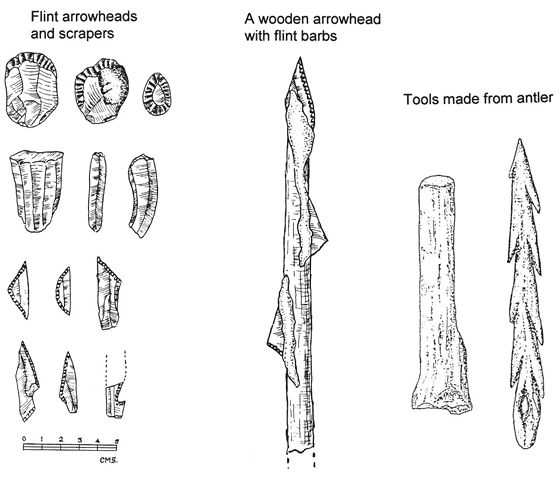 Flint arrowheads
and scrapers
A wooden arrowhead
with flint barbs
Tools made from antler
0 1 2 3 4 5
CMS.